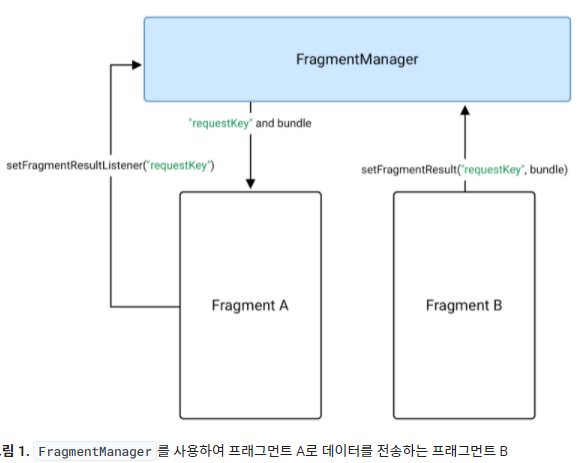 FragmentManager
"requestKey" and bundle
setFragmentResultListener("requestKey")
setFragmentResult("requestKey", bundle)
Fragment A
Fragment B
림 1. FragmentManager 를 사용하여 프래그먼트 A로 데이터를 전송하는 프래그먼트 B